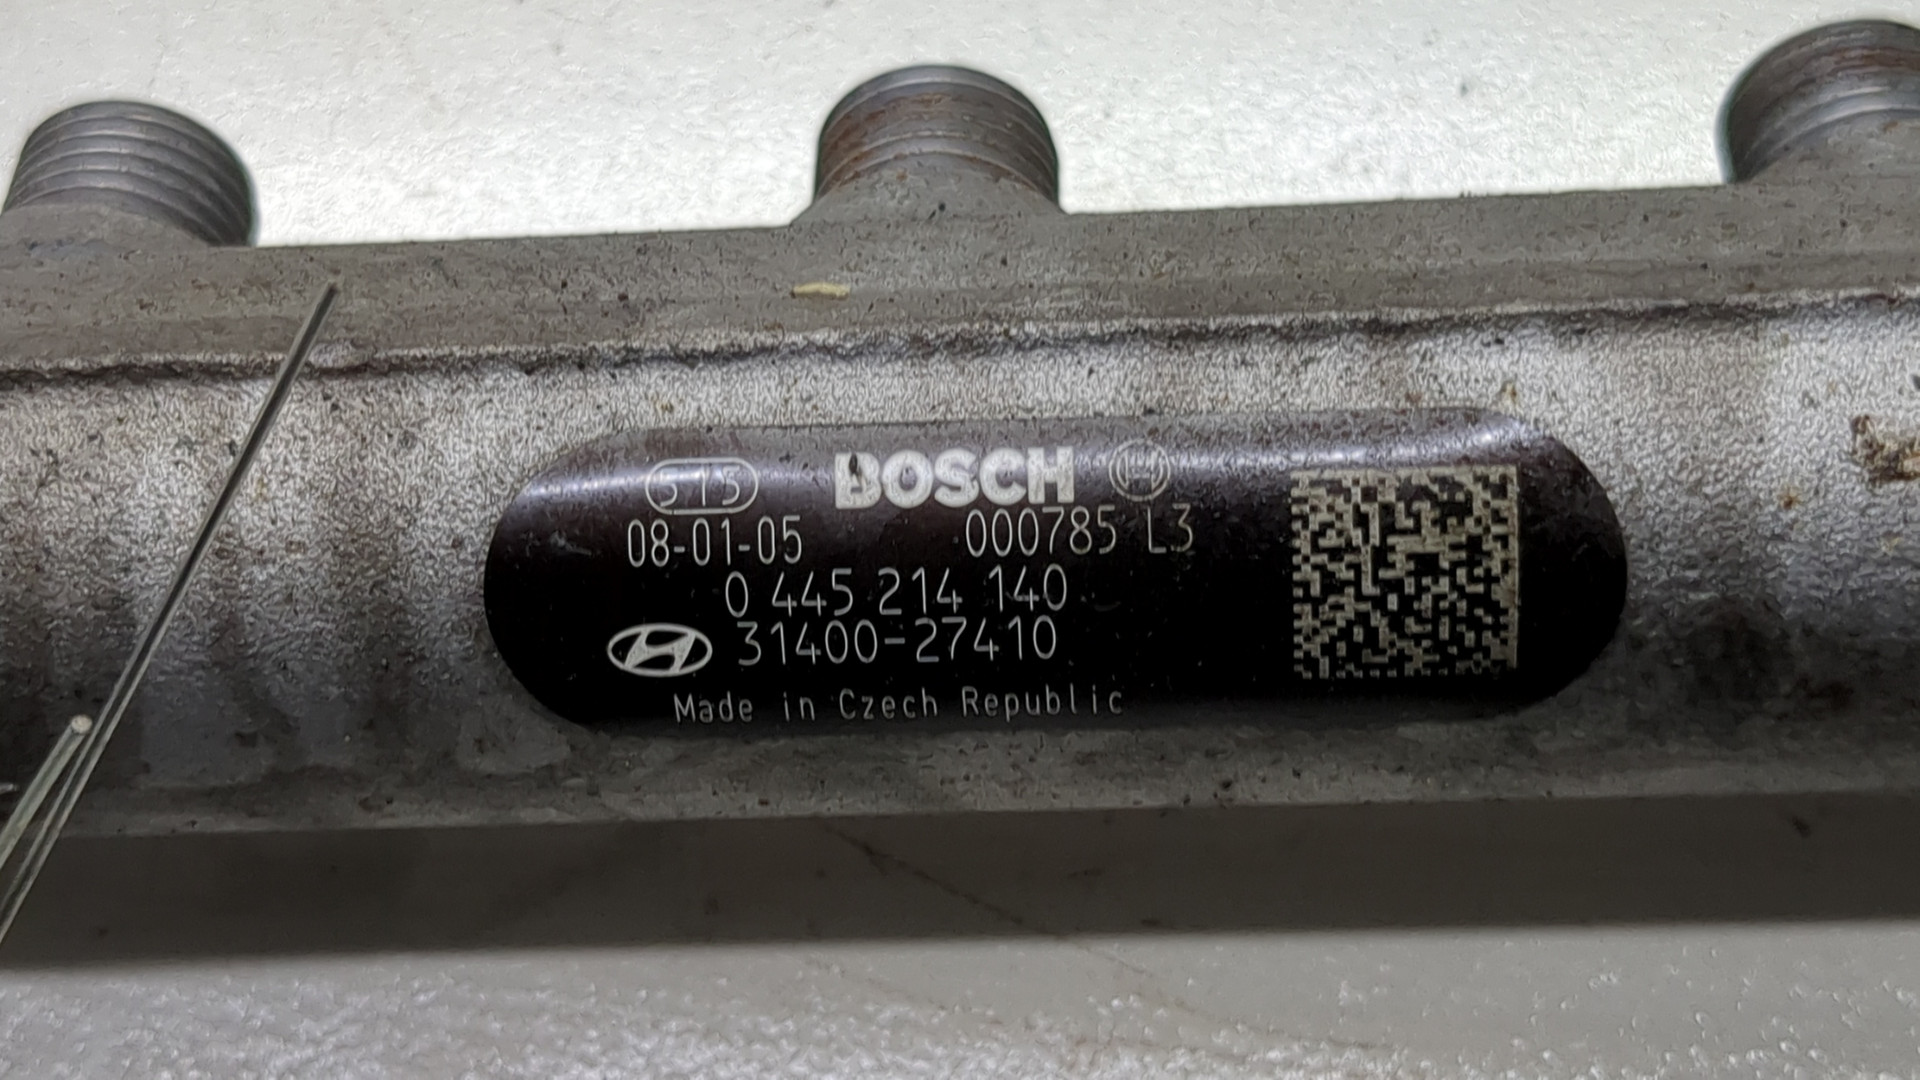 515 BOSCH
08-01-05 000785 L3
0 445 214 140
31400-27410
Made in Czech Republic